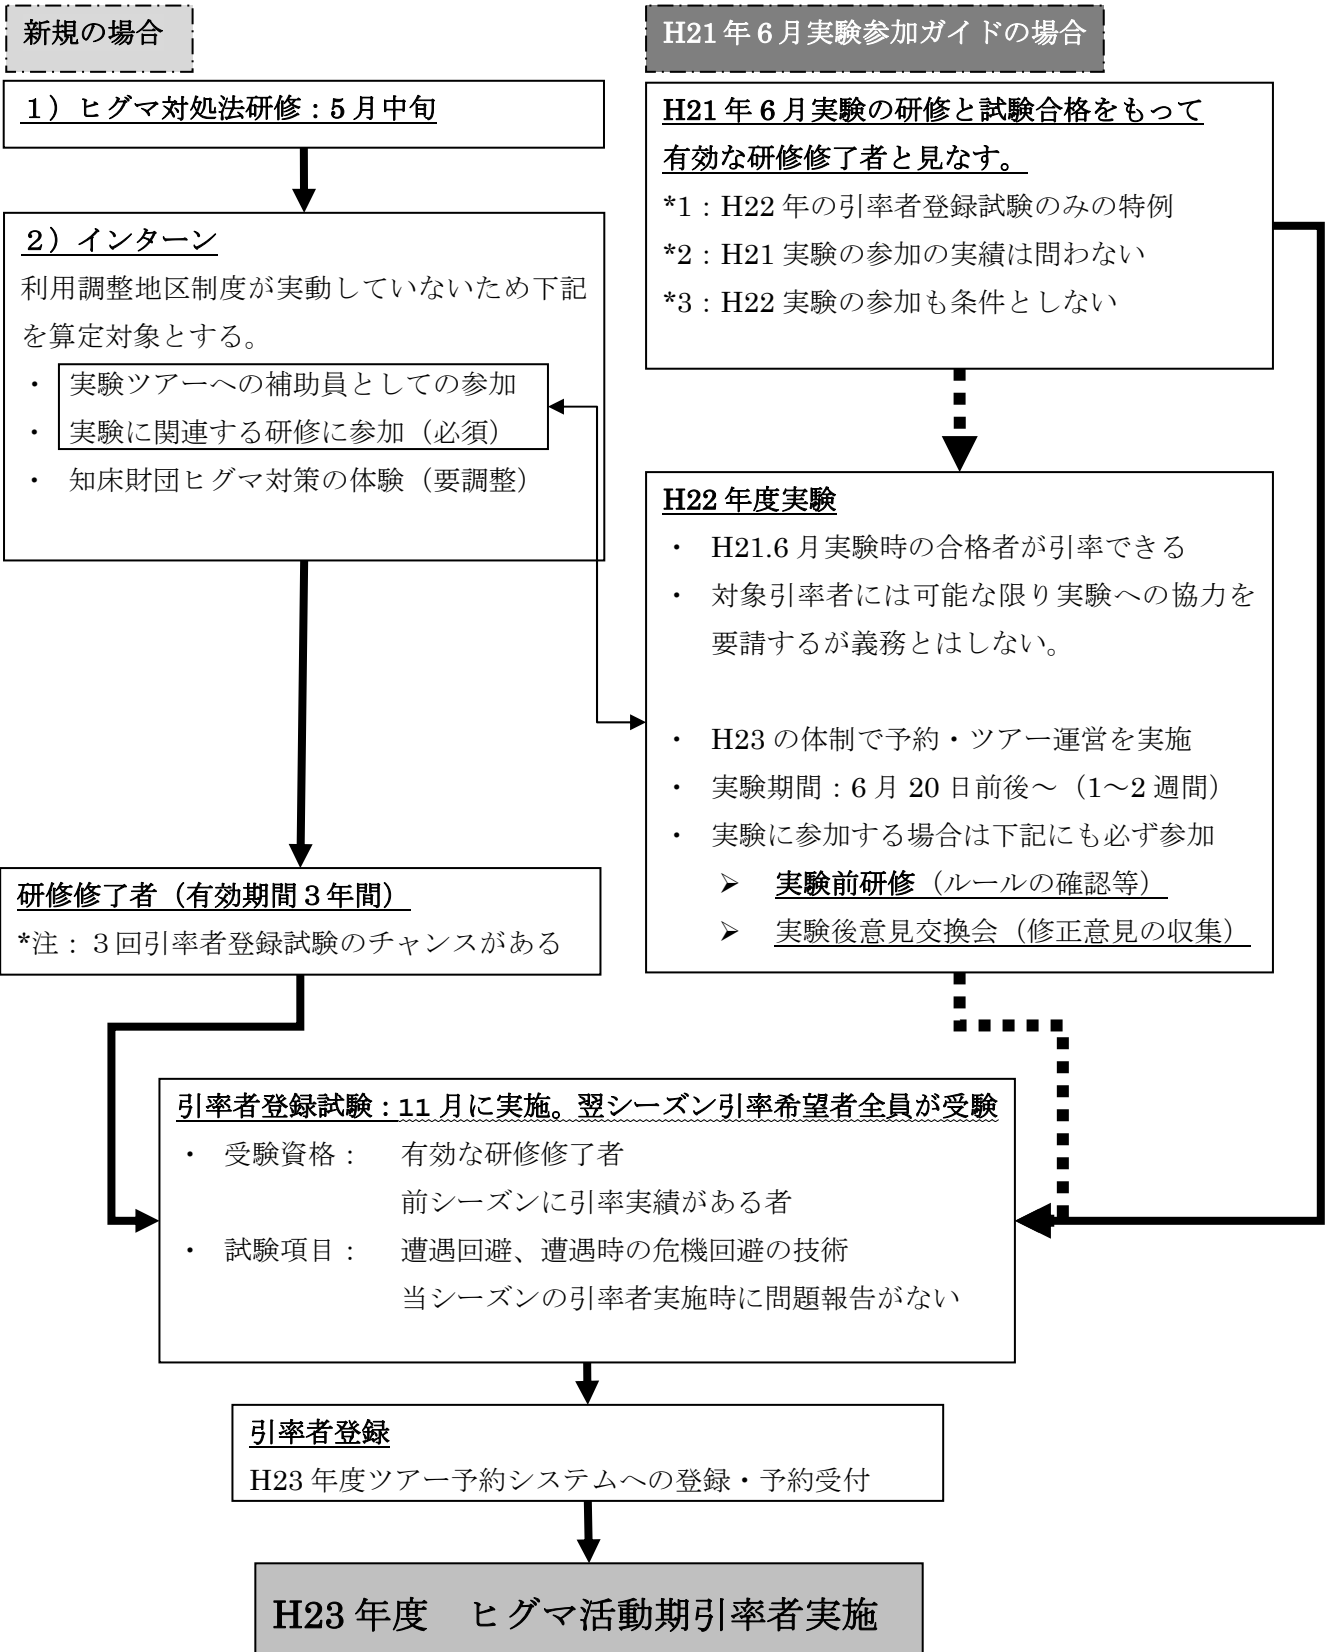 新規の場合
１）ヒグマ対処法研修：5月中旬
２）インターン
利用調整地区制度が実動していないため下記
を算定対象とする。
・ 実験ツアーへの補助員としての参加
・ 実験に関連する研修に参加（必須）
・ 知床財団ヒグマ対策の体験（要調整）
研修修了者（有効期間３年間）
*注：３回引率者登録試験のチャンスがある
H21年6月実験参加ガイドの場合
H21年6月実験の研修と試験合格をもって
有効な研修修了者と見なす。
*1：H22年の引率者登録試験のみの特例
*2：H21実験の参加の実績は問わない
*3：H22実験の参加も条件としない
H22年度実験
・ H21.6月実験時の合格者が引率できる
・ 対象引率者には可能な限り実験への協力を
要請するが義務とはしない。
・ H23の体制で予約・ツアー運営を実施
・ 実験期間：6月20日前後～（1～2週間）
・ 実験に参加する場合は下記にも必ず参加
➢ 実験前研修（ルールの確認等）
➢ 実験後意見交換会（修正意見の収集）
引率者登録試験：11月に実施。翌シーズン引率希望者全員が受験
・ 受験資格： 有効な研修修了者
前シーズンに引率実績がある者
・ 試験項目： 遭遇回避、遭遇時の危機回避の技術
当シーズンの引率者実施時に問題報告がない
引率者登録
H23年度ツアー予約システムへの登録・予約受付
H23年度　ヒグマ活動期引率者実施